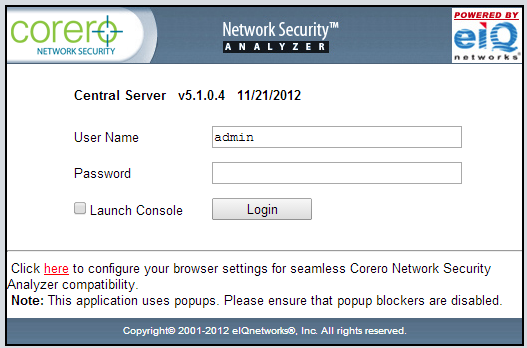 corero
NETWORK SECURITY
Network Security™
ANALYZER
POWERED BY
eiQ
networks®
Central Server v5.1.0.4 11/21/2012
User Name admin
Password
Launch Console Login
Click here to configure your browser settings for seamless Corero Network Security
Analyzer compatibility.
Note: This application uses popups. Please ensure that popup blockers are disabled.
Copyright© 2001-2012 eIQnetworks®, Inc. All rights reserved.